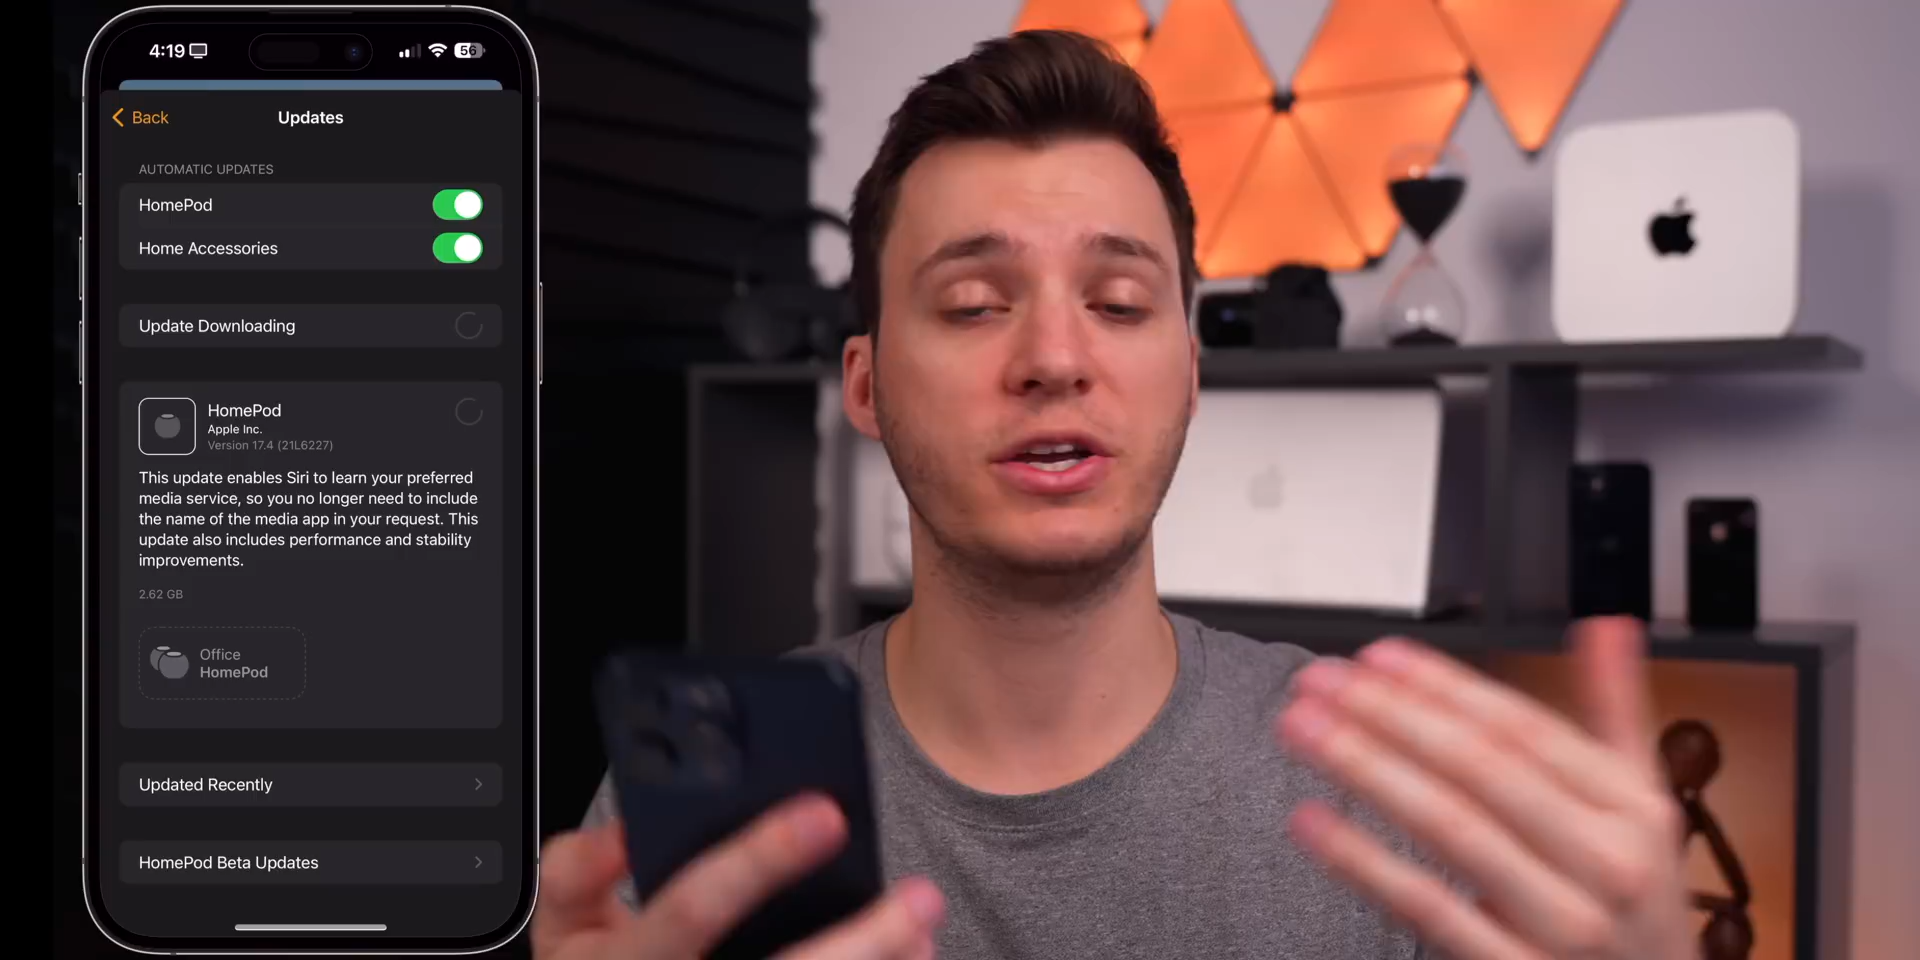 4:19
56
Back
Updates
AUTOMATIC UPDATES
HomePod
Home Accessories
Update Downloading
HomePod
Apple Inc.
Version 17.4 (21L6227)
This update enables Siri to learn your preferred
media service, so you no longer need to include
the name of the media app in your request. This
update also includes performance and stability
improvements.
2.62 GB
Office
HomePod
Updated Recently
HomePod Beta Updates